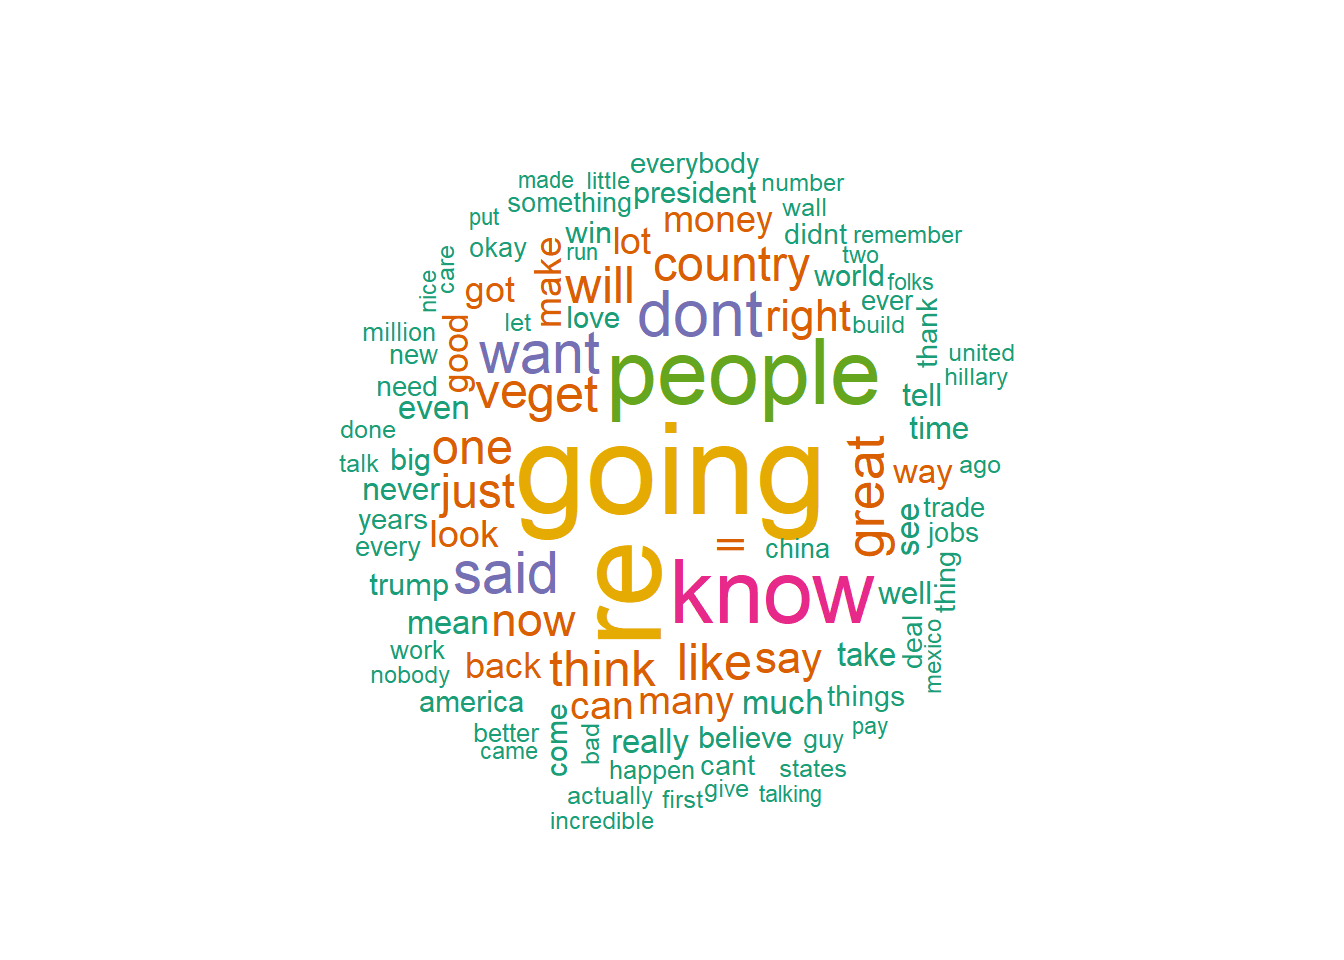 everybody
made little
president
number
something
wall
put
money
win
lot
didnt
remember
okay
run
make
care
nice
will
country
two
world
folks
got
ever
let
love
dont
right
build
thank
million
good
want
people
united
new
hillary
need
ve
get
tell
even
done
one
going
great
time
talk
big
way
ago
never
just
see
trade
years
look
jobs
every
ll
china
said
re
know
well
thing
trump
mean
now
deal
mexico
work
back
think
like
say
take
nobody
america
can
many
much
things
better
came
come
bad
really
believe
guy
pay
happen
cant
states
actually
first
give
talking
incredible